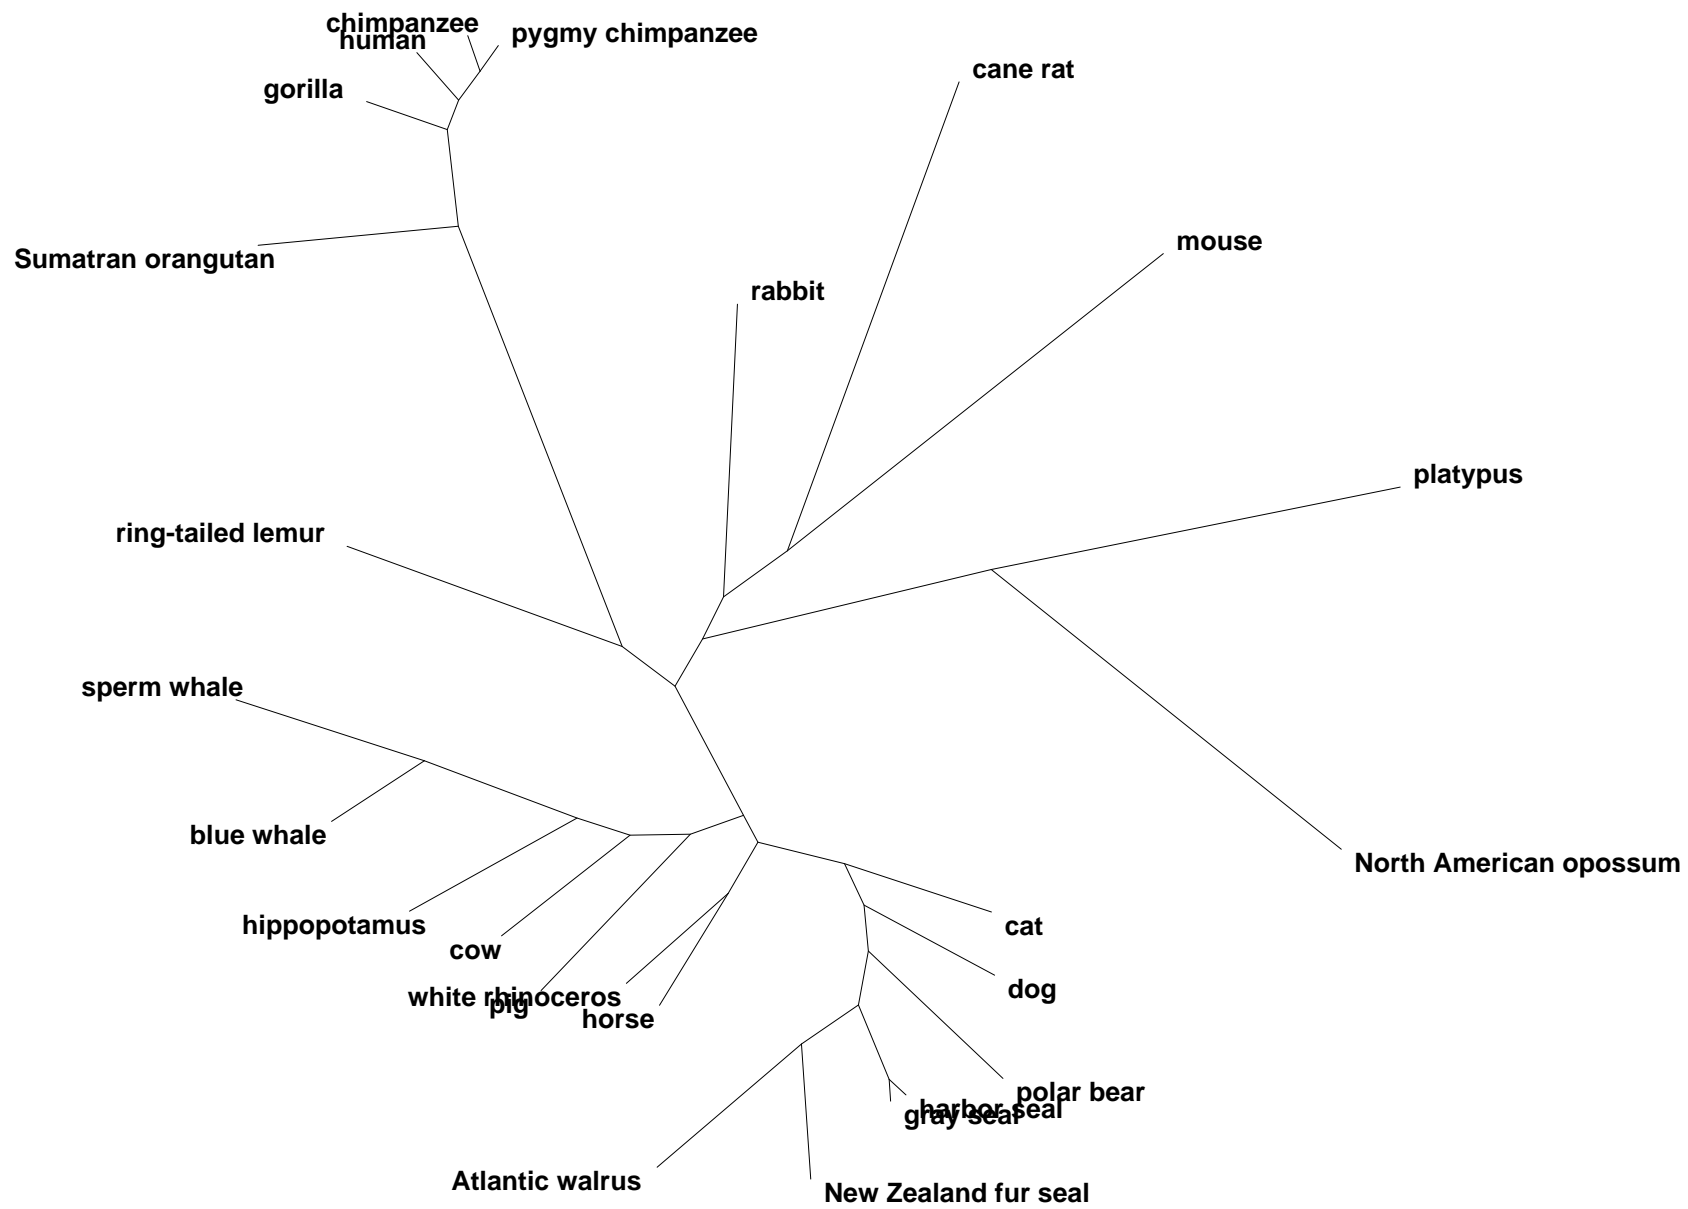 chimpanzee
human
pygmy chimpanzee
cane rat
gorilla
mouse
Sumatran orangutan
rabbit
platypus
ring-tailed lemur
sperm whale
blue whale
North American opossum
hippopotamus
cat
cow
dog
white rhinoceros
pig
horse
polar bear
harbor seal
gray seal
Atlantic walrus
New Zealand fur seal